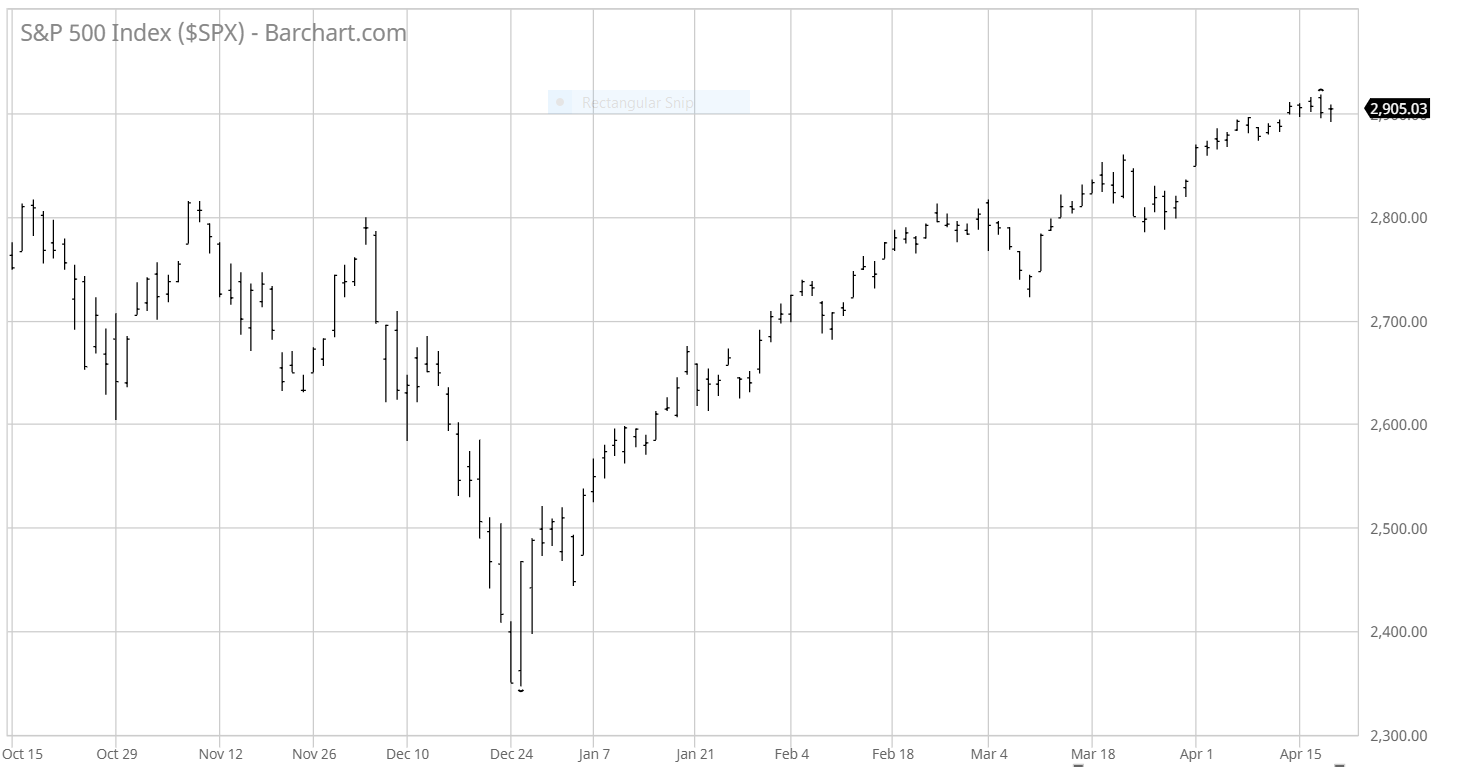 S&P 500 Index ($SPX) - Barchart.com
Rectangular Snip
2,905.03
2,800.00
2,700.00
2,600.00
2,500.00
2,400.00
2,300.00
Oct 15 Oct 29 Nov 12 Nov 26 Dec 10 Dec 24 Jan 7 Jan 21 Feb 4 Feb 18 Mar 4 Mar 18 Apr 1 Apr 15